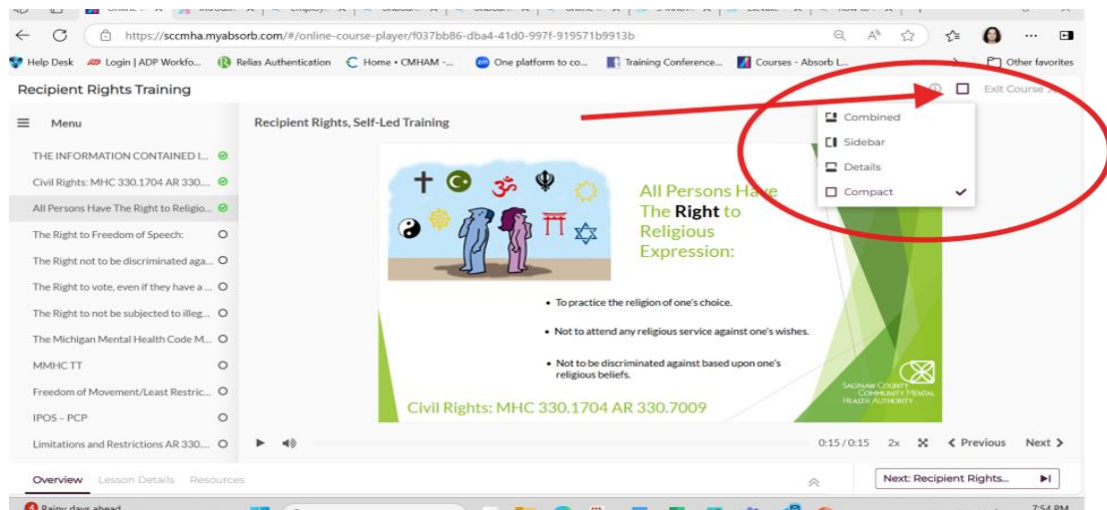 https://sccmha.myabsorb.com/#/online-course-player/f037bb86-dba4-41d0-997f-919571b9913b
Help Desk
Login | ADP Workfo...
Relias Authentication
Home • CMHAM -...
One platform to co...
Training Conference...
Courses - Absorb L...
Other favorites
Recipient Rights Training
Exit Course
Menu
Recipient Rights, Self-Led Training
Combined
Sidebar
Details
Compact
THE INFORMATION CONTAINED I...
Civil Rights: MHC 330.1704 AR 330....
All Persons Have The Right to Religio...
The Right to Freedom of Speech:
The Right not to be discriminated aga...
The Right to vote, even if they have a ...
The Right to not be subjected to illeg...
The Michigan Mental Health Code M...
MMHC TT
Freedom of Movement/Least Restric...
IPOS – PCP
Limitations and Restrictions AR 330....
All Persons Have
The Right to
Religious
Expression:
• To practice the religion of one's choice.
• Not to attend any religious service against one's wishes.
• Not to be discriminated against based upon one's
religious beliefs.
Civil Rights: MHC 330.1704 AR 330.7009
SAGINAW COUNTY
COMMUNITY MENTAL
HEALTH AUTHORITY
0:15 / 0:15
2x
Previous
Next
Overview
Lesson Details
Resources
Next: Recipient Rights...
Rainy days ahead
7:54 PM